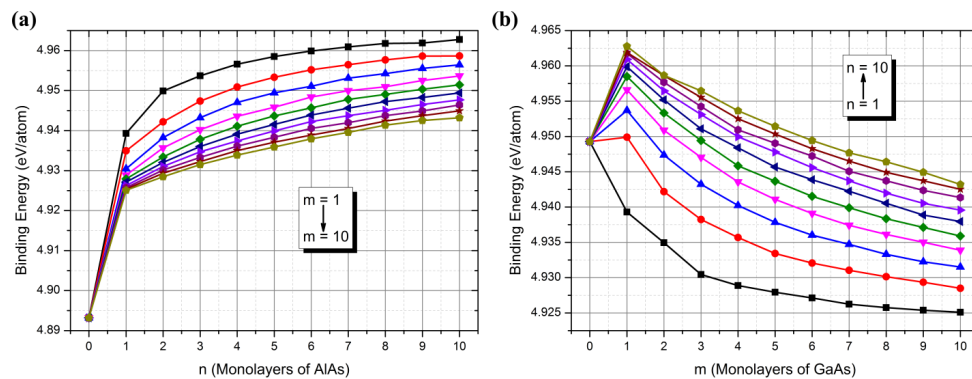 (a)
Binding Energy (eV/atom)
4.96
4.95
4.94
4.93
4.92
4.91
4.90
4.89
0 1 2 3 4 5 6 7 8 9 10
n (Monolayers of AlAs)
m = 1
m = 10
(b)
Binding Energy (eV/atom)
4.965
4.960
4.955
4.950
4.945
4.940
4.935
4.930
4.925
0 1 2 3 4 5 6 7 8 9 10
m (Monolayers of GaAs)
n = 10
n = 1